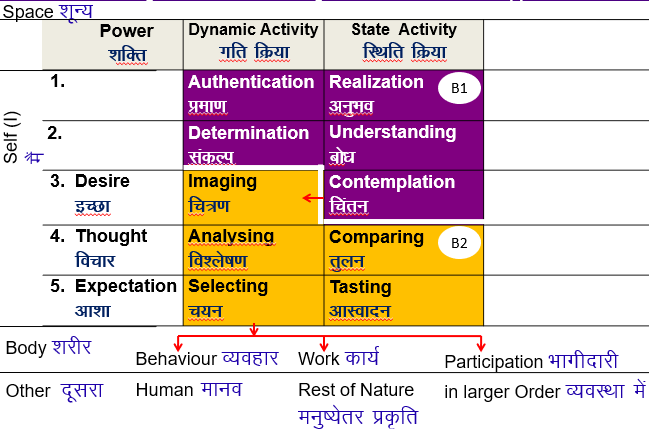 Space शून्य
Power Dynamic Activity State Activity
शक्ति गति क्रिया स्थिति क्रिया
1. Authentication Realization B1
प्रमाण अनुभव
2. Determination Understanding
संकल्प बोध
Self (I)
मैं
3. Desire Imaging Contemplation
इच्छा चित्रण चिंतन
4. Thought Analysing Comparing B2
विचार विश्लेषण तुलन
5. Expectation Selecting Tasting
आशा चयन आस्वादन
Body शरीर
Behaviour व्यवहार Work कार्य Participation भागीदारी
Other दूसरा Human मानव Rest of Nature in larger Order व्यवस्था में
मनुष्येतर प्रकृति